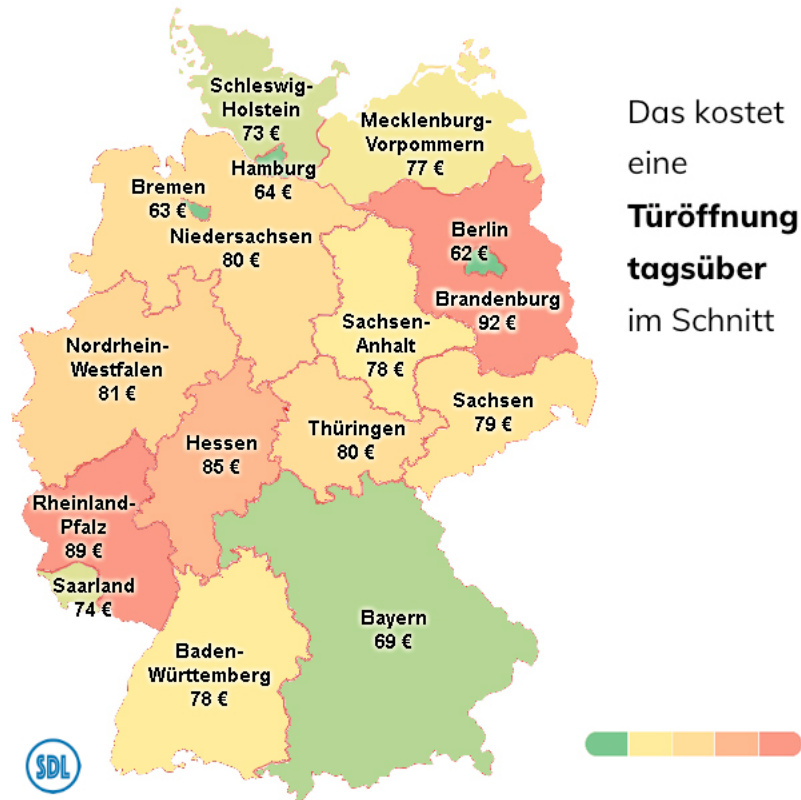 Schleswig-
Holstein
73 €
Mecklenburg-
Vorpommern
77 €
Hamburg
64 €
Bremen
63 €
Niedersachsen
80 €
Berlin
62 €
Brandenburg
92 €
Sachsen-
Anhalt
78 €
Nordrhein-
Westfalen
81 €
Sachsen
79 €
Thüringen
80 €
Hessen
85 €
Rheinland-
Pfalz
89 €
Saarland
74 €
Bayern
69 €
Baden-
Württemberg
78 €
Das kostet
eine
Türöffnung
tagsüber
im Schnitt
SDL